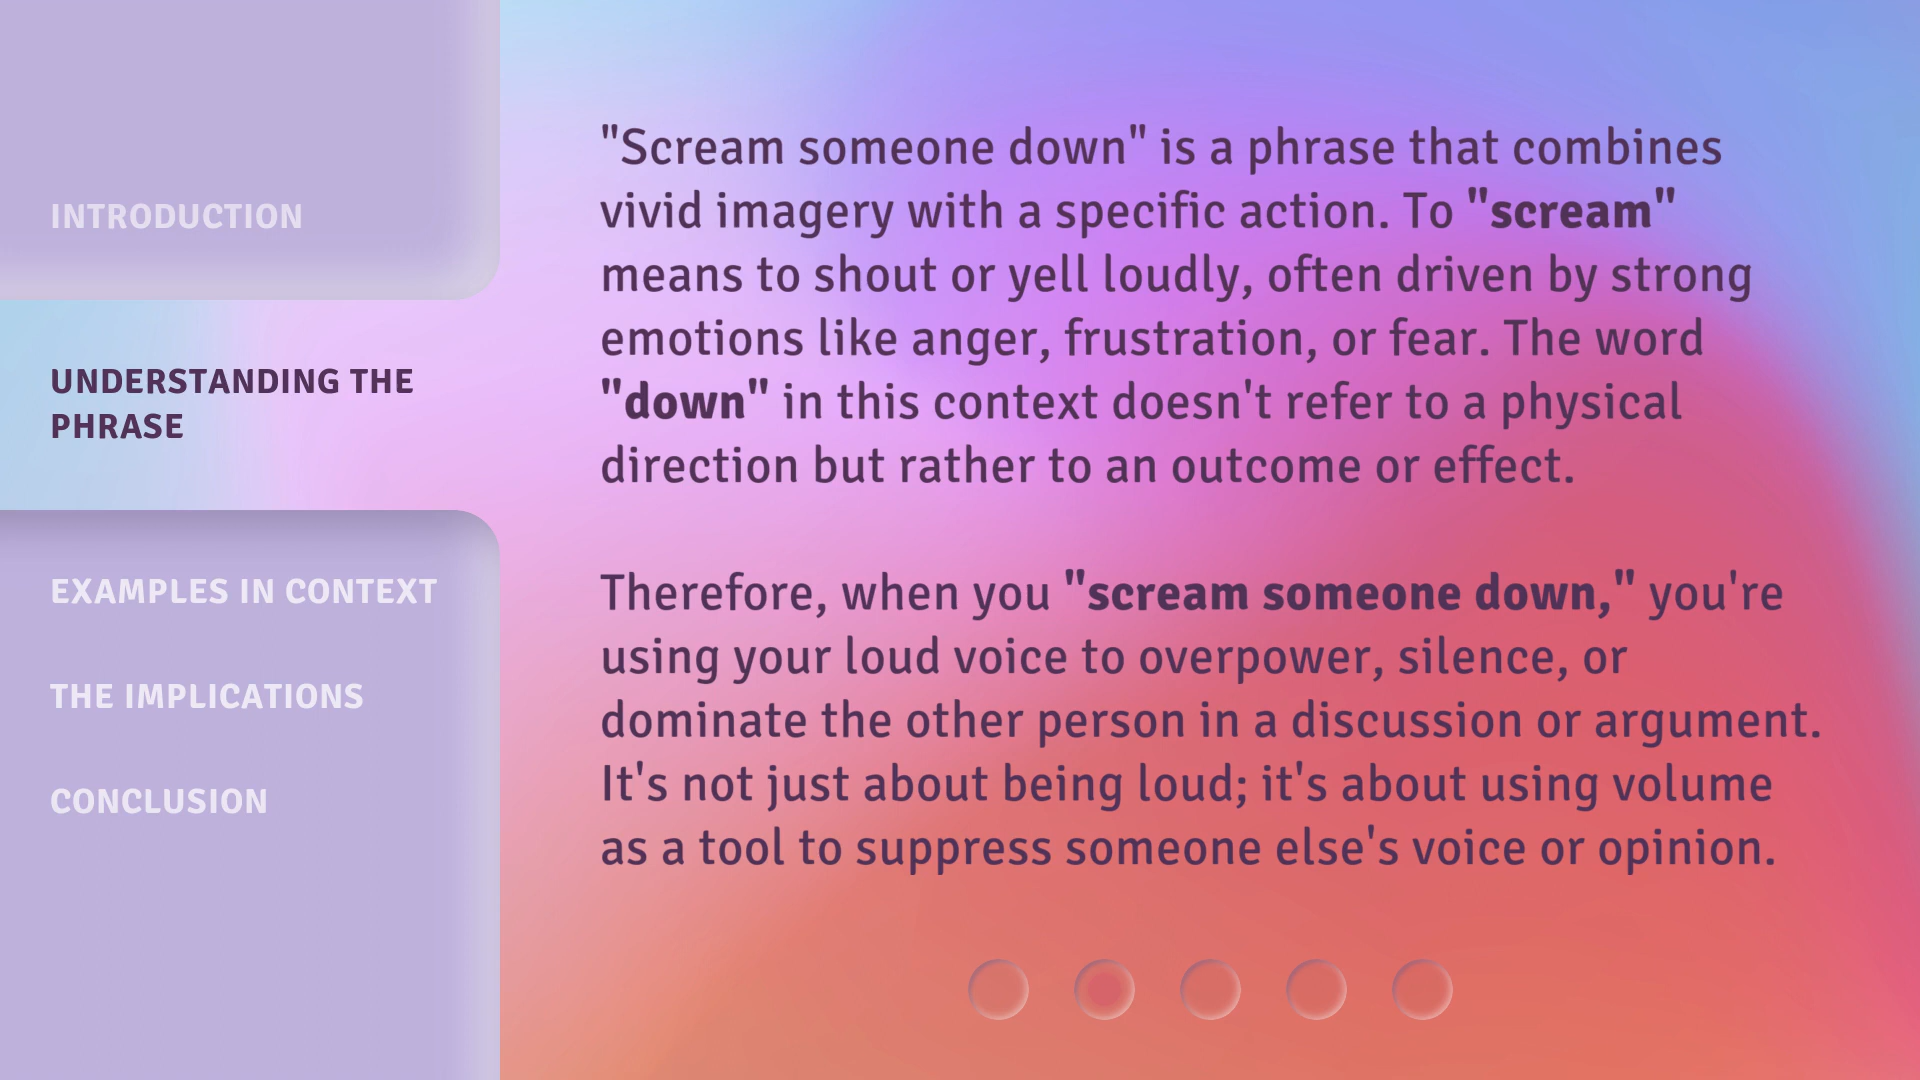 INTRODUCTION
UNDERSTANDING THE
PHRASE
EXAMPLES IN CONTEXT
THE IMPLICATIONS
CONCLUSION
"Scream someone down" is a phrase that combines
vivid imagery with a specific action. To "scream"
means to shout or yell loudly, often driven by strong
emotions like anger, frustration, or fear. The word
"down" in this context doesn't refer to a physical
direction but rather to an outcome or effect.
Therefore, when you "scream someone down," you're
using your loud voice to overpower, silence, or
dominate the other person in a discussion or argument.
It's not just about being loud; it's about using volume
as a tool to suppress someone else's voice or opinion.